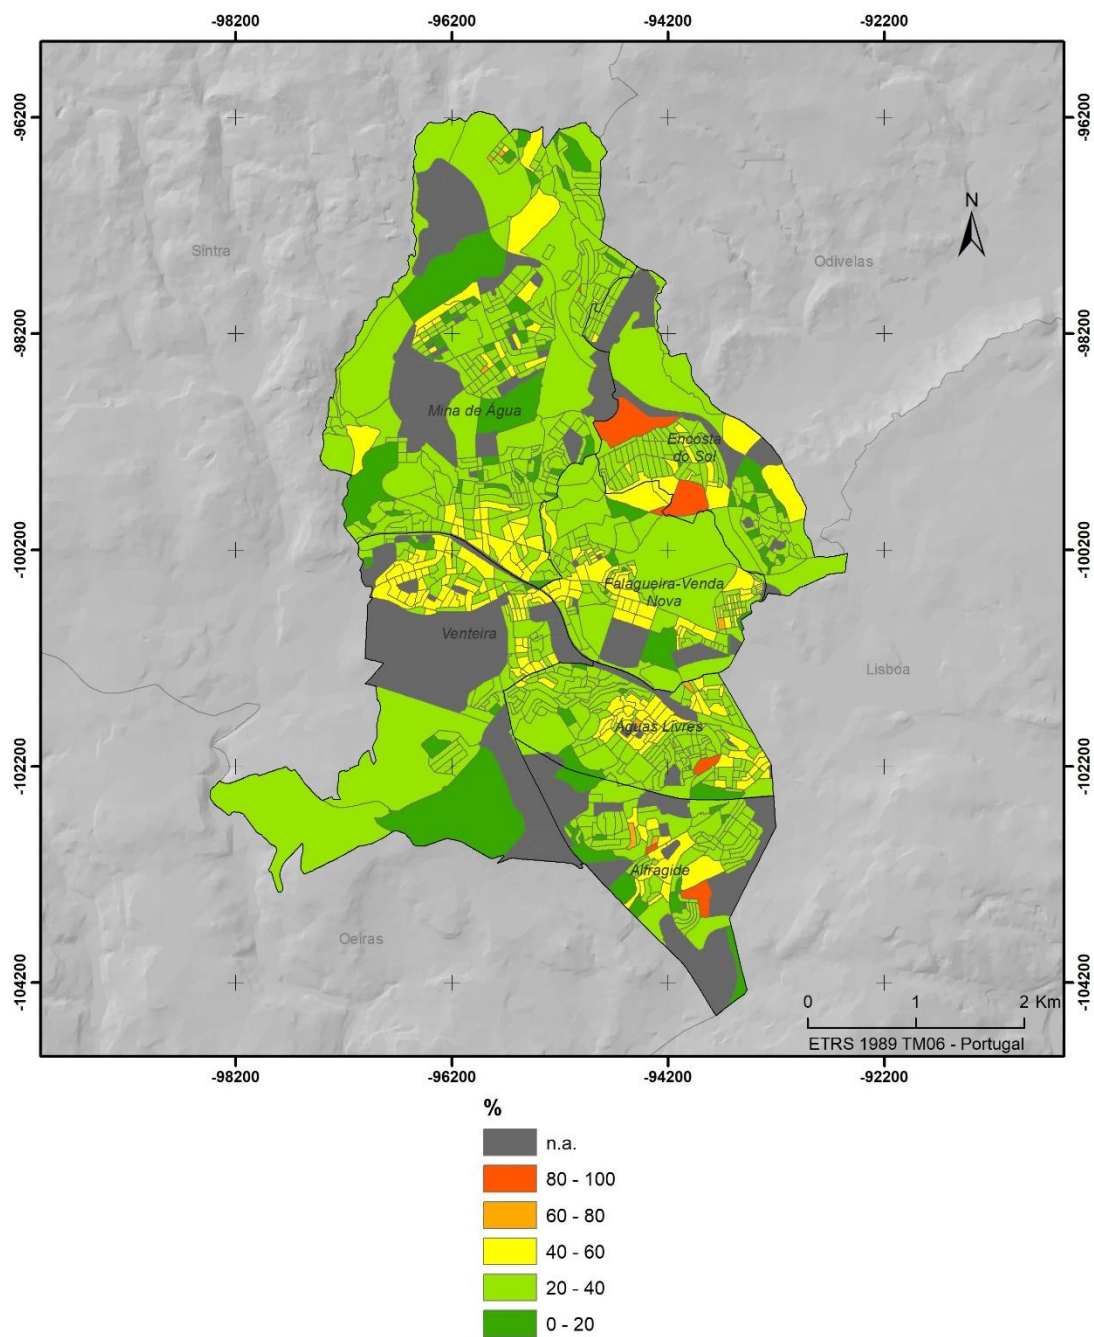 -98200 -96200 -94200 -92200
-96200 -96200
N
Sintra
Odivelas
-98200 -98200
Mina de Água
Encosta
do Sol
-100200 -100200
Falagueira-Venda
Nova
Venteira
Lisboa
Águas Livres
-102200 -102200
Alfragide
Oeiras
-104200 -104200
0 1 2 Km
ETRS 1989 TM06 - Portugal
-98200 -96200 -94200 -92200
%
n.a.
80 - 100
60 - 80
40 - 60
20 - 40
0 - 20